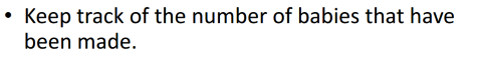 • Keep track of the number of babies that have
been made.